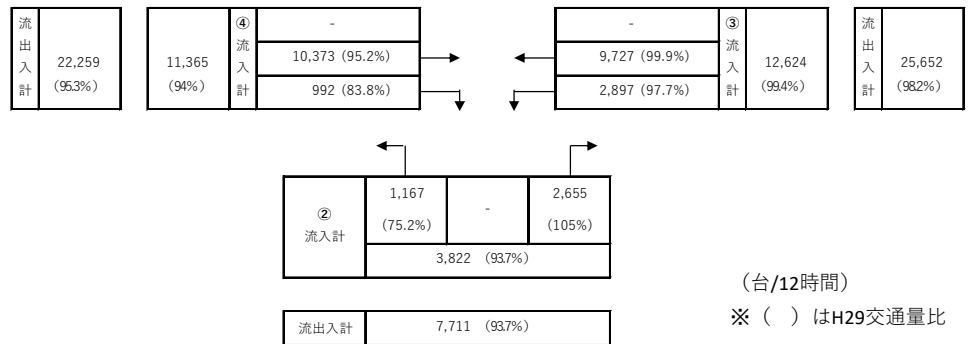 流出入計
22,259
(95.3%)
11,365
(94%)
④流入計
-
10,373 (95.2%)
992 (83.8%)
-
9,727 (99.9%)
2,897 (97.7%)
③流入計
12,624
(99.4%)
流出入計
25,652
(98.2%)
②
流入計
1,167
(75.2%)
-
2,655
(105%)
3,822 (93.7%)
流出入計
7,711 (93.7%)
（台/12時間）
※（　）はH29交通量比